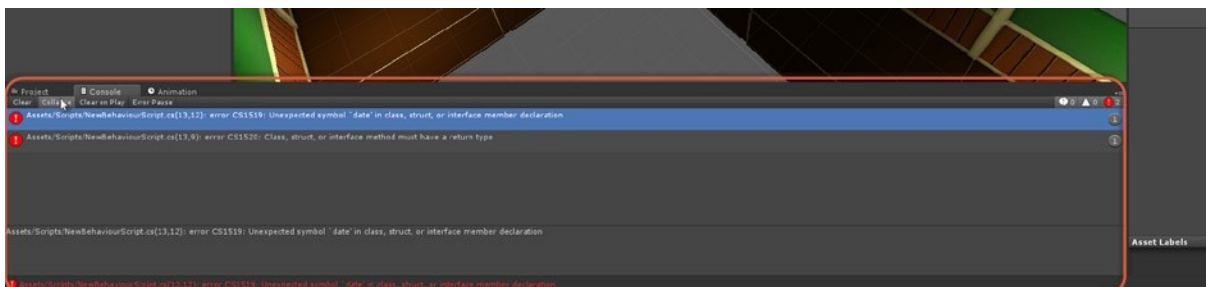 Project Console Animation
Clear Collapse Clear on Play Error Pause 0 0 2
Assets/Scripts/NewBehaviourScript.cs(13,12): error CS1519: Unexpected symbol `date' in class, struct, or interface member declaration
1
Assets/Scripts/NewBehaviourScript.cs(13,9): error CS1520: Class, struct, or interface method must have a return type
1
Assets/Scripts/NewBehaviourScript.cs(13,12): error CS1519: Unexpected symbol `date' in class, struct, or interface member declaration
Asset Labels
Assets/Scripts/NewBehaviourScript.cs(13,12): error CS1519: Unexpected symbol `date' in class, struct, or interface member declaration